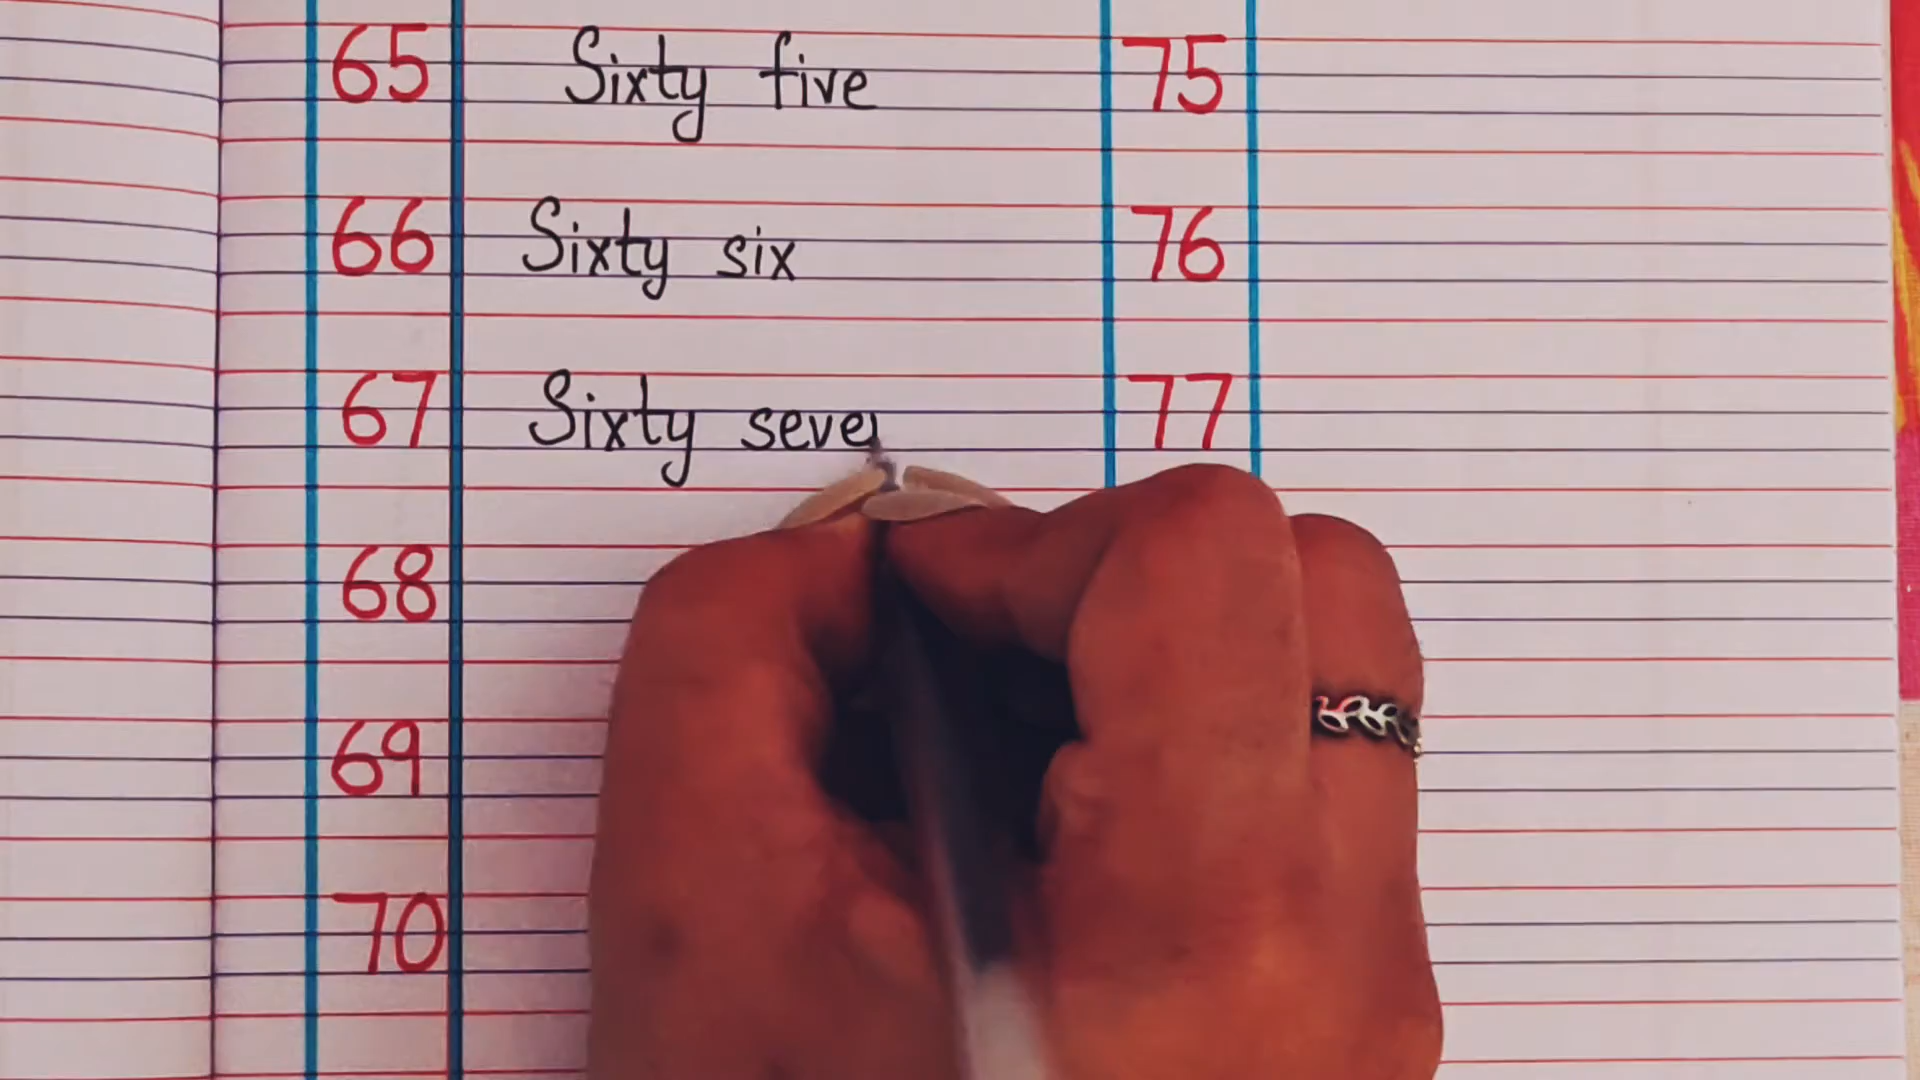 65 Sixty five 75
66 Sixty six 76
67 Sixty seve 77
68
69
70